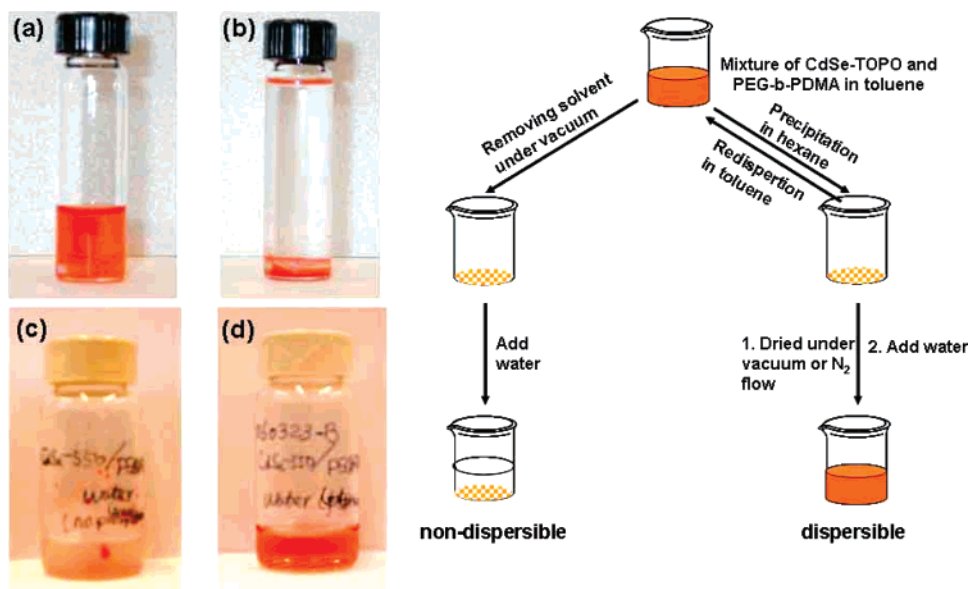 (a)
(b)
(c)
(d)
water
water
Mixture of CdSe-TOPO and
PEG-b-PDMA in toluene
Removing solvent
under vacuum
Precipitation
in hexane
Redispertion
in toluene
Add
water
1. Dried under
vacuum or N₂
flow
2. Add water
non-dispersible
dispersible